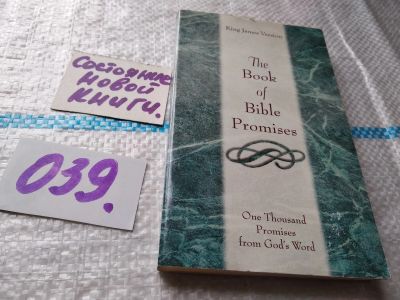 Состояние
новой
книги.
039.
King James Version
The
Book
of
Bible
Promises
One Thousand
Promises
from God's Word